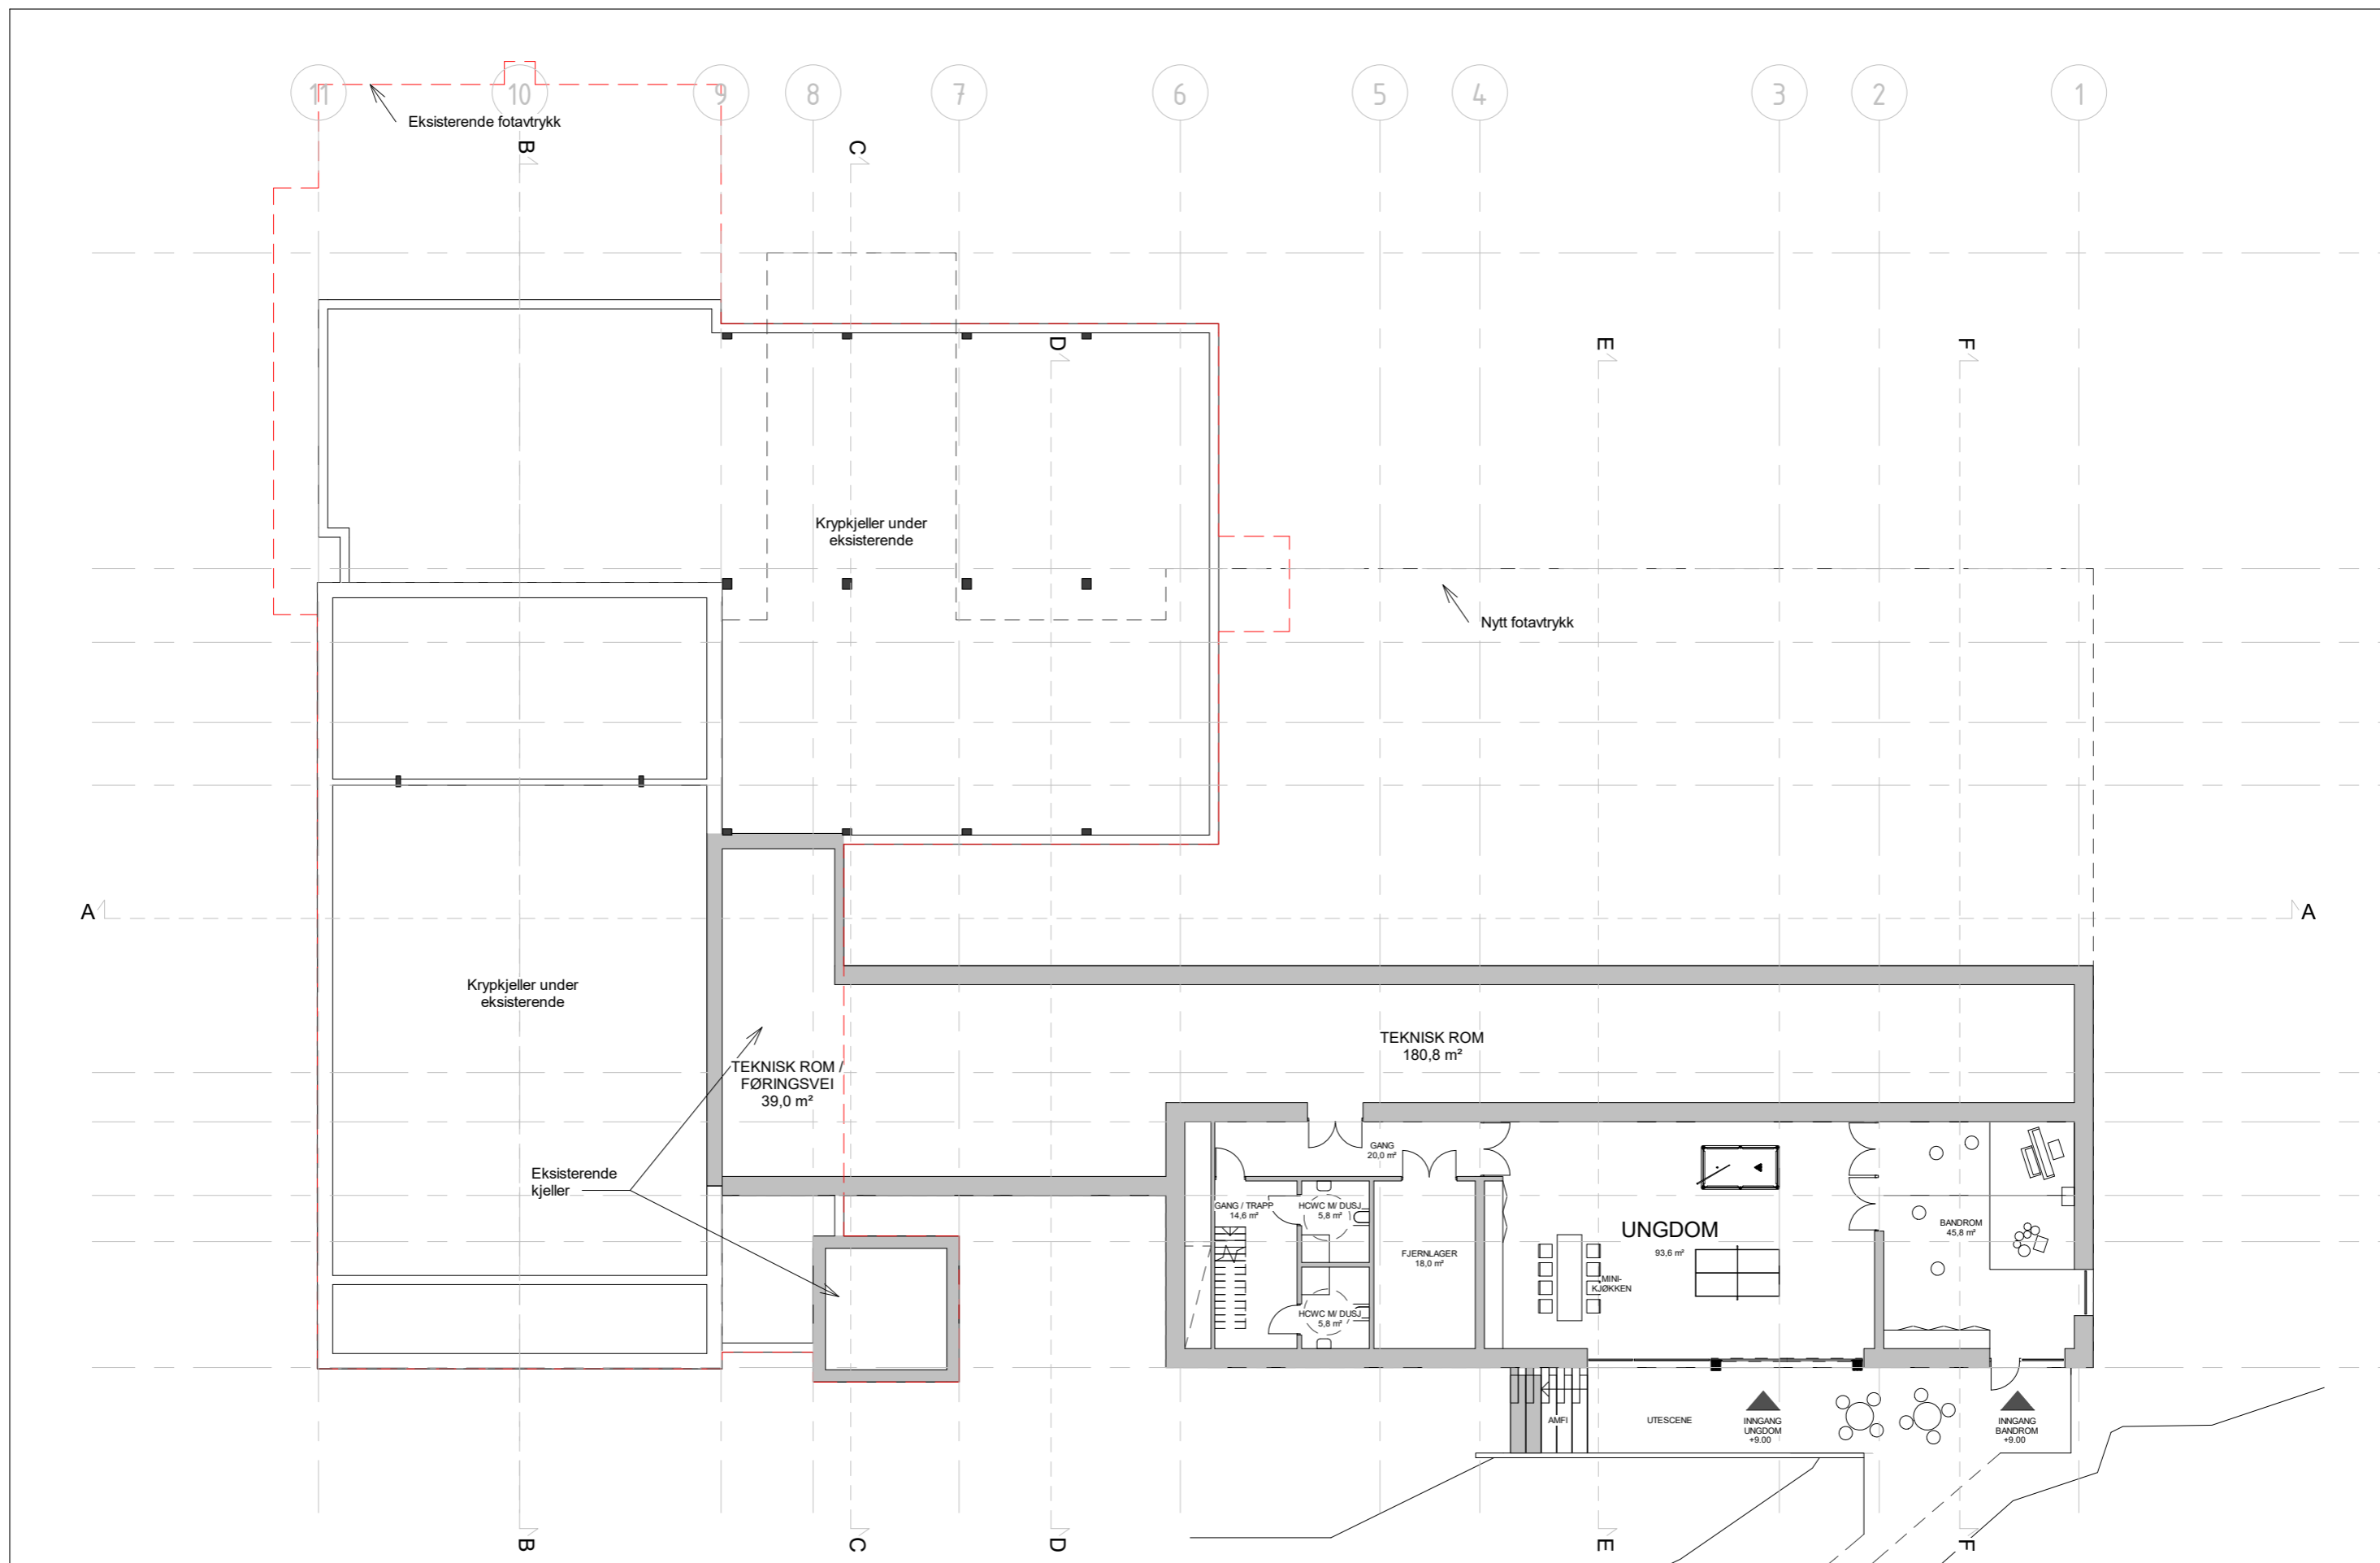 11
10
9
8
7
6
5
4
3
2
1
Eksisterende fotavtrykk
B
C
D
E
F
Krypkjeller under
eksisterende
Nytt fotavtrykk
A
A
Krypkjeller under
eksisterende
TEKNISK ROM
180,8 m²
TEKNISK ROM /
FØRINGSVEI
39,0 m²
Eksisterende
kjeller
GANG
20,0 m²
GANG / TRAPP
14,6 m²
HCWC M/ DUSJ
5,8 m²
FJERNLAGER
18,0 m²
UNGDOM
93,6 m²
BANDROM
45,8 m²
MINI-
KJØKKEN
HCWC M/ DUSJ
5,8 m²
AMFI
UTESCENE
INNGANG
UNGDOM
+9.00
INNGANG
BANDROM
+9.00
B
C
D
E
F